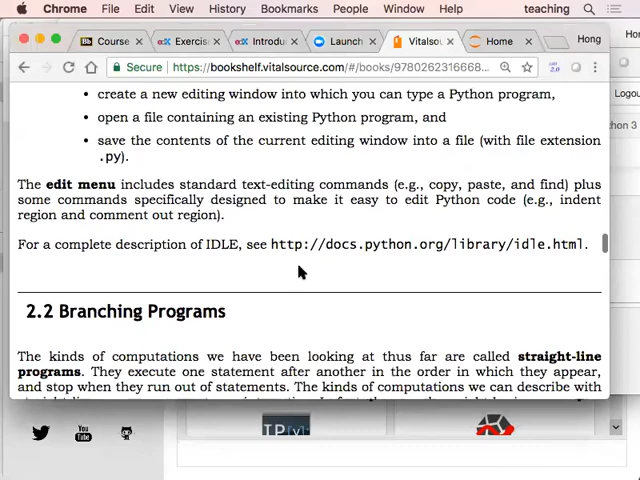 Chrome File Edit View History Bookmarks People Window teaching
Course Exercis Introdu Launch Vitalsour Home Hong
Secure https://bookshelf.vitalsource.com/#/books/9780262316668...
Logou
thon 3
create a new editing window into which you can type a Python program,
open a file containing an existing Python program, and
save the contents of the current editing window into a file (with file extension
.py).
The edit menu includes standard text-editing commands (e.g., copy, paste, and find) plus
some commands specifically designed to make it easy to edit Python code (e.g., indent
region and comment out region).
For a complete description of IDLE, see http://docs.python.org/library/idle.html.
2.2 Branching Programs
The kinds of computations we have been looking at thus far are called straight-line
programs. They execute one statement after another in the order in which they appear,
and stop when they run out of statements. The kinds of computations we can describe with
You Tube
IP[y]